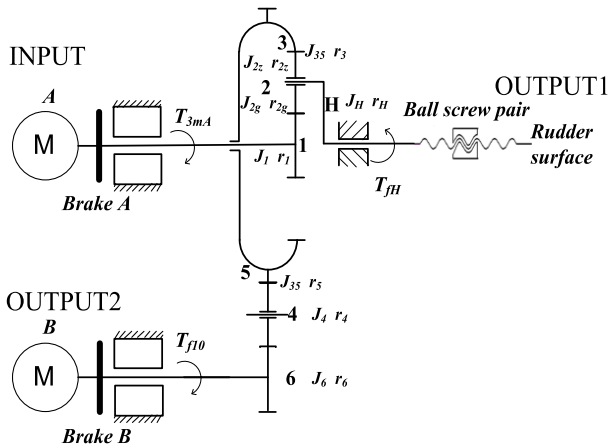 INPUT
A
M
Brake A
T3mA
3
J35 r3
J2z r2z
2
J2g r2g
H JH rH
J1 r1
1
TfH
OUTPUT1
Ball screw pair
Rudder
surface
5
J35 r5
4 J4 r4
6 J6 r6
OUTPUT2
B
M
Brake B
Tf10